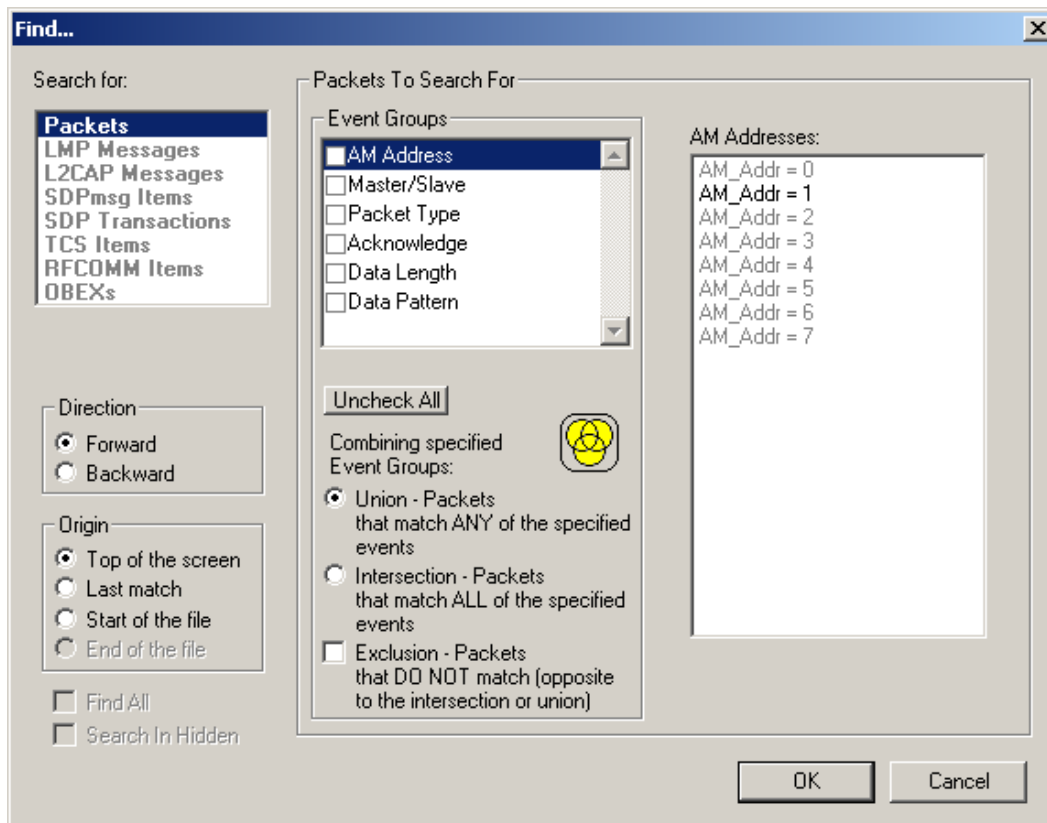 Find...
Search for:
Packets
LMP Messages
L2CAP Messages
SDPmsg Items
SDP Transactions
TCS Items
RFCOMM Items
OBEXs
Direction
Forward
Backward
Origin
Top of the screen
Last match
Start of the file
End of the file
Find All
Search In Hidden
Packets To Search For
Event Groups
AM Address
Master/Slave
Packet Type
Acknowledge
Data Length
Data Pattern
Uncheck All
Combining specified
Event Groups:
Union - Packets
that match ANY of the specified
events
Intersection - Packets
that match ALL of the specified
events
Exclusion - Packets
that DO NOT match (opposite
to the intersection or union)
AM Addresses:
AM_Addr = 0
AM_Addr = 1
AM_Addr = 2
AM_Addr = 3
AM_Addr = 4
AM_Addr = 5
AM_Addr = 6
AM_Addr = 7
OK
Cancel